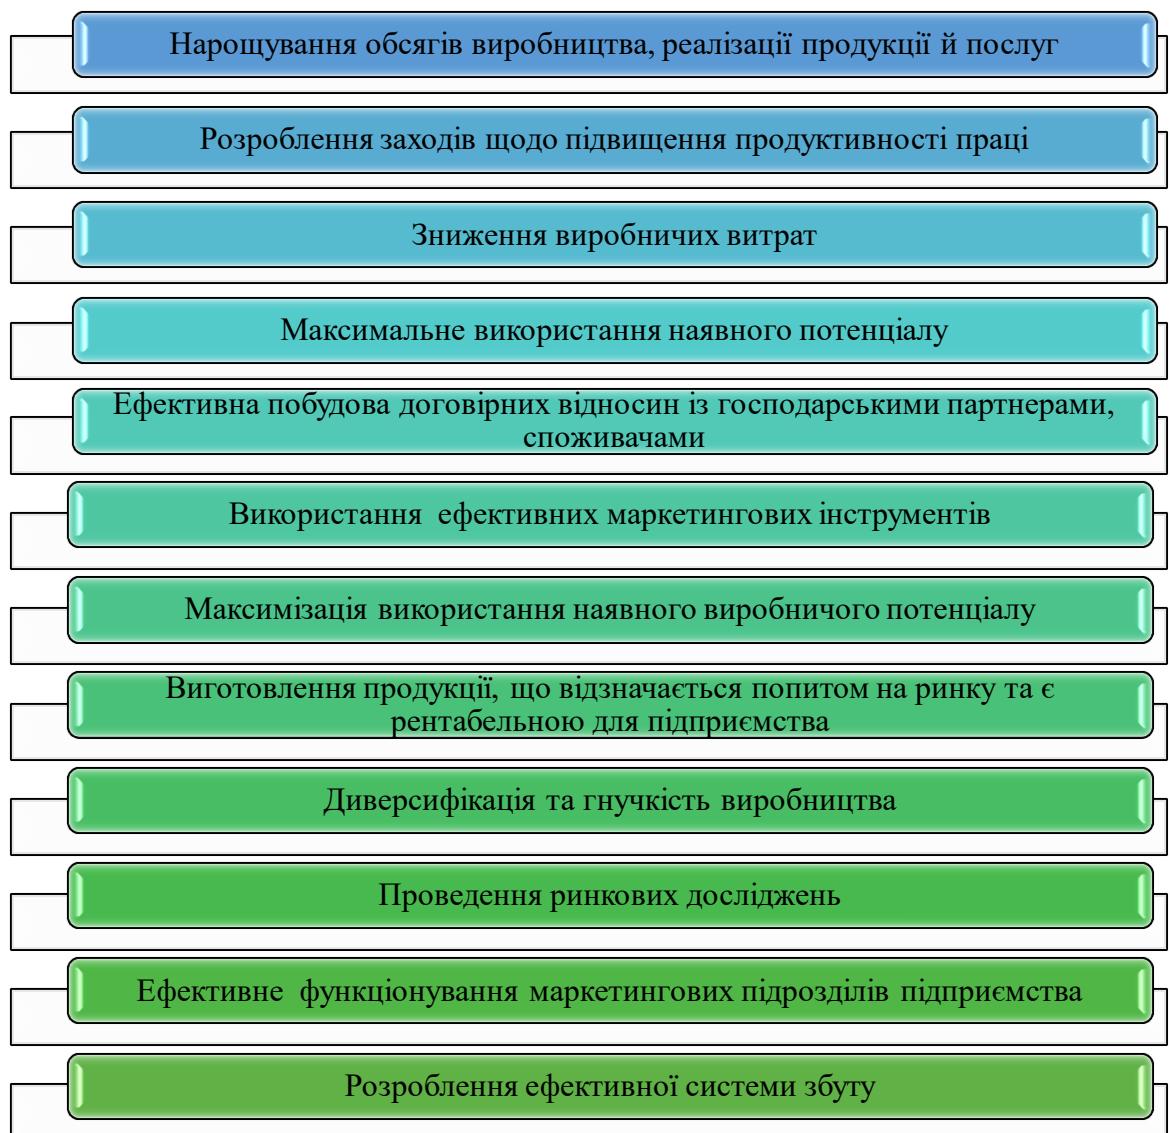 Нарощування обсягів виробництва, реалізації продукції й послуг
Розроблення заходів щодо підвищення продуктивності праці
Зниження виробничих витрат
Максимальне використання наявного потенціалу
Ефективна побудова договірних відносин із господарськими партнерами,
споживачами
Використання ефективних маркетингових інструментів
Максимізація використання наявного виробничого потенціалу
Виготовлення продукції, що відзначається попитом на ринку та є
рентабельною для підприємства
Диверсифікація та гнучкість виробництва
Проведення ринкових досліджень
Ефективне функціонування маркетингових підрозділів підприємства
Розроблення ефективної системи збуту